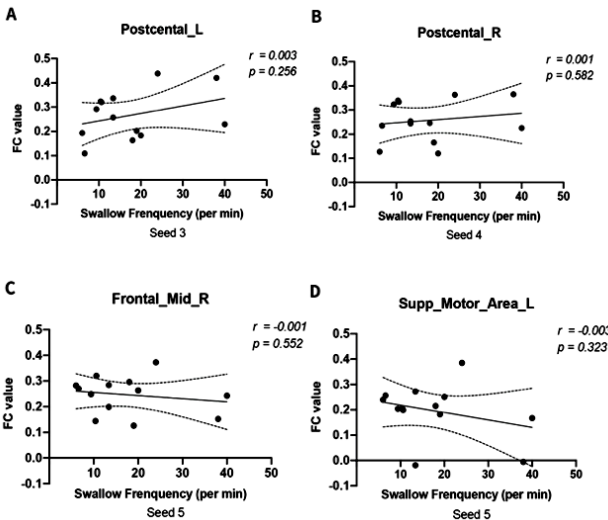 A
Postcental_L
r = 0.003
p = 0.256
0.5
0.4
0.3
0.2
0.1
0.0
-0.1
FC value
10 20 30 40 50
Swallow Frenquency (per min)
Seed 3
B
Postcental_R
r = 0.001
p = 0.582
0.5
0.4
0.3
0.2
0.1
0.0
-0.1
FC value
10 20 30 40 50
Swallow Frenquency (per min)
Seed 4
C
Frontal_Mid_R
r = -0.001
p = 0.552
0.5
0.4
0.3
0.2
0.1
0.0
-0.1
FC value
10 20 30 40 50
Swallow Frenquency (per min)
Seed 5
D
Supp_Motor_Area_L
r = -0.003
p = 0.323
0.5
0.4
0.3
0.2
0.1
0.0
-0.1
FC value
10 20 30 40 50
Swallow Frenquency (per min)
Seed 5